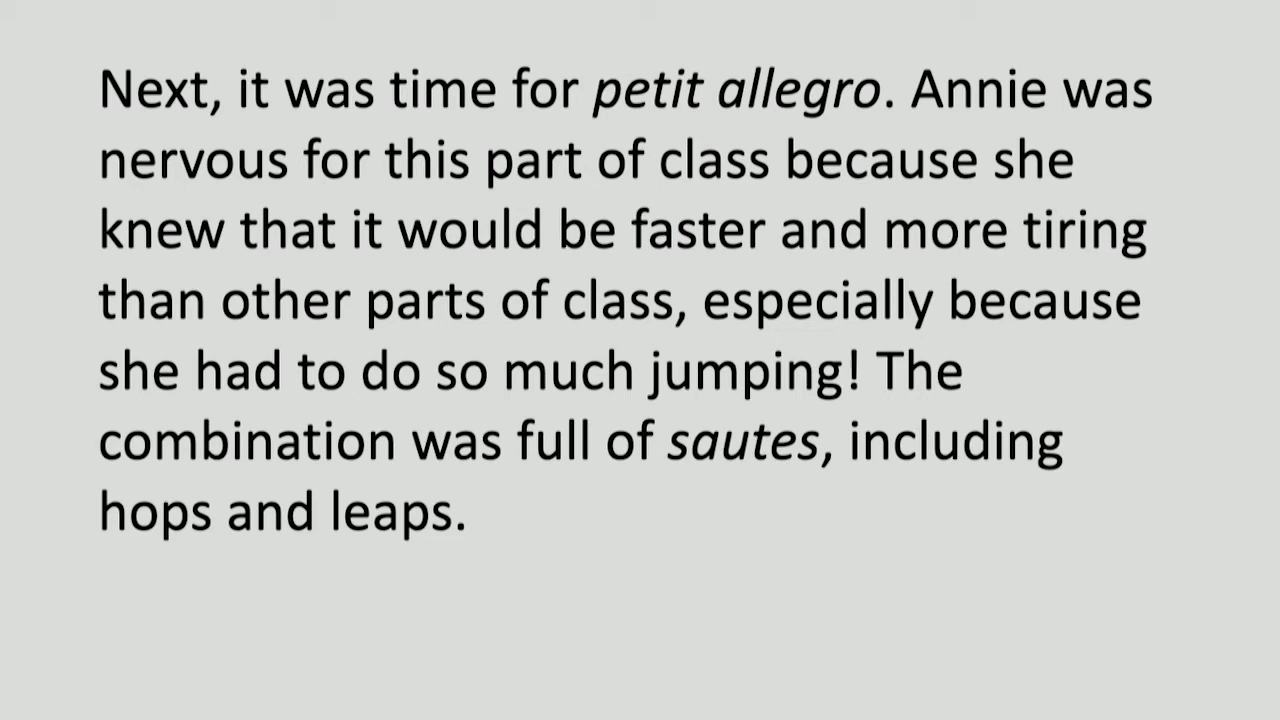 Next, it was time for petit allegro. Annie was
nervous for this part of class because she
knew that it would be faster and more tiring
than other parts of class, especially because
she had to do so much jumping! The
combination was full of sautes, including
hops and leaps.